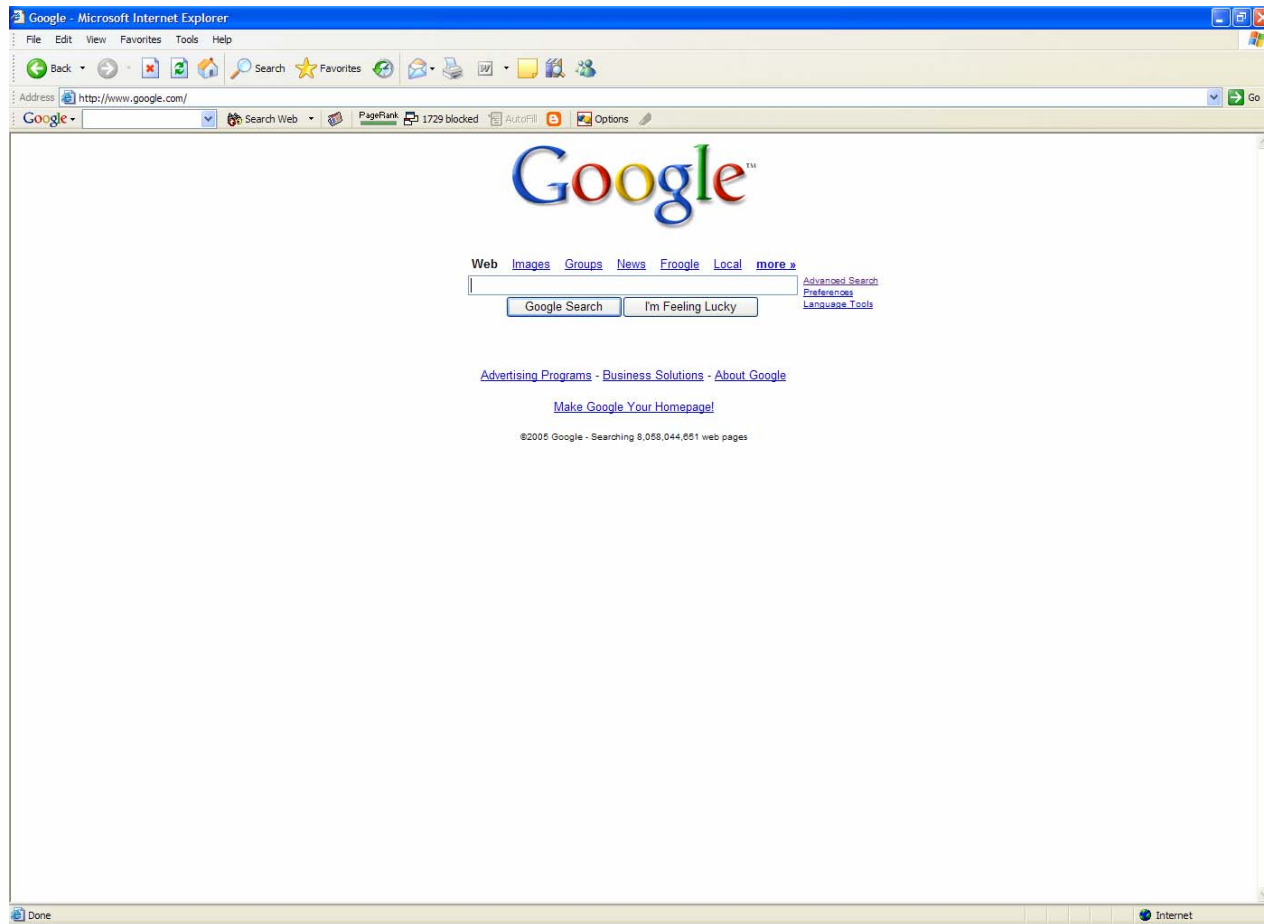 Google - Microsoft Internet Explorer
File Edit View Favorites Tools Help
Back Search Favorites
Address http://www.google.com/ Go
Google Search Web PageRank 1729 blocked AutoFill Options
Google™
Web Images Groups News Froogle Local more »
Advanced Search
Preferences
Google Search I'm Feeling Lucky Language Tools
Advertising Programs - Business Solutions - About Google
Make Google Your Homepage!
©2005 Google - Searching 8,058,044,651 web pages
Done Internet